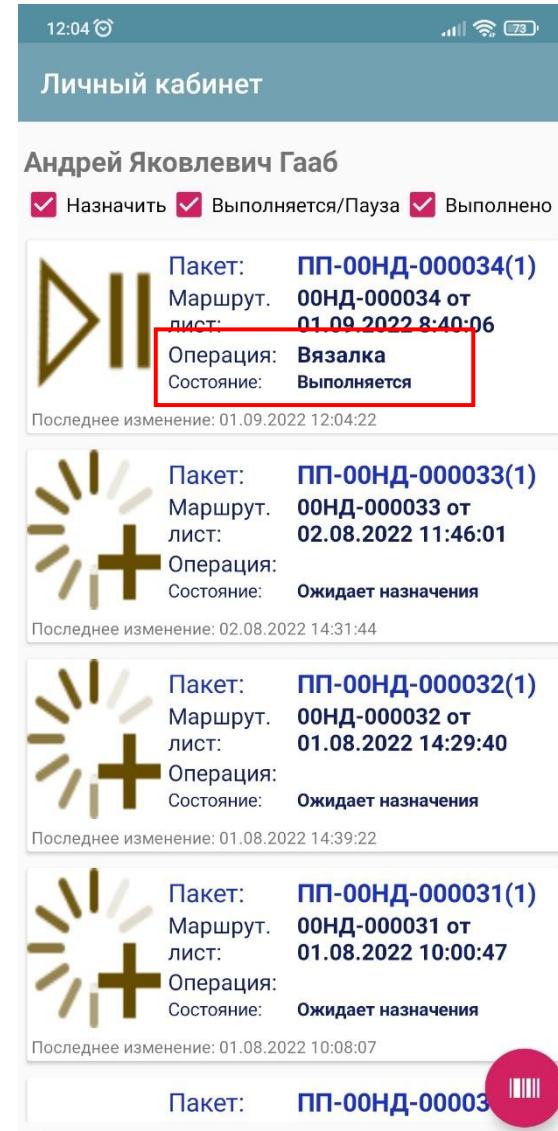 12:04
73
Личный кабинет
Андрей Яковлевич Гааб
Назначить Выполняется/Пауза Выполнено
Пакет: ПП-00НД-000034(1)
Маршрут. 00НД-000034 от
лист: 01.09.2022 8:40:06
Операция: Вязалка
Состояние: Выполняется
Последнее изменение: 01.09.2022 12:04:22
Пакет: ПП-00НД-000033(1)
Маршрут. 00НД-000033 от
лист: 02.08.2022 11:46:01
Операция:
Состояние: Ожидает назначения
Последнее изменение: 02.08.2022 14:31:44
Пакет: ПП-00НД-000032(1)
Маршрут. 00НД-000032 от
лист: 01.08.2022 14:29:40
Операция:
Состояние: Ожидает назначения
Последнее изменение: 01.08.2022 14:39:22
Пакет: ПП-00НД-000031(1)
Маршрут. 00НД-000031 от
лист: 01.08.2022 10:00:47
Операция:
Состояние: Ожидает назначения
Последнее изменение: 01.08.2022 10:08:07
Пакет: ПП-00НД-00003